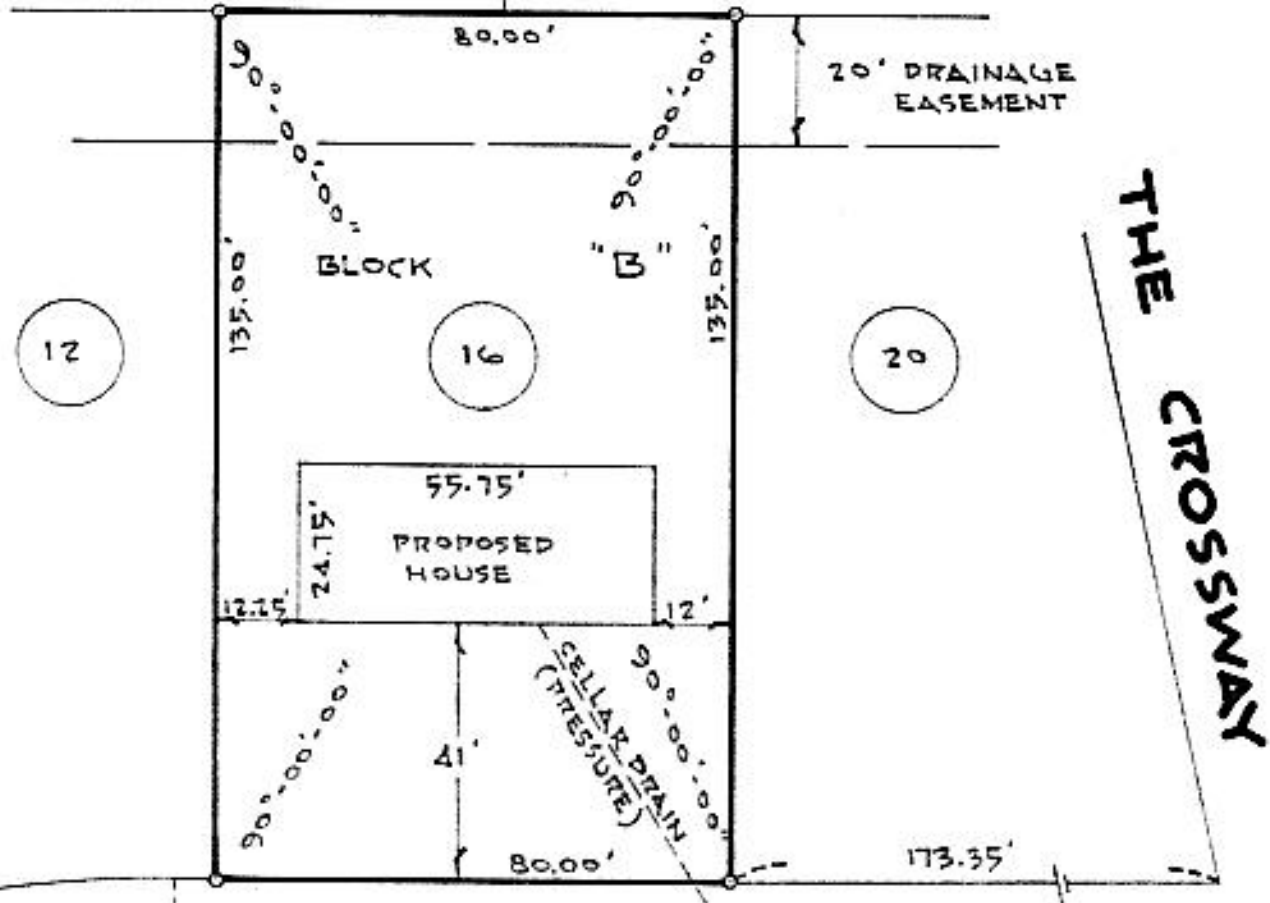 80.00'
90°-00'-00"
90°-00'-00"
20' DRAINAGE
EASEMENT
BLOCK "B"
135.00'
135.00'
THE CROSSWAY
12
16
20
55.75'
24.75'
PROPOSED
HOUSE
12.25'
12'
90°-00'-00"
41'
CELLAR DRAIN
(PRESSURE)
90°-00'-00"
80.00'
173.35'